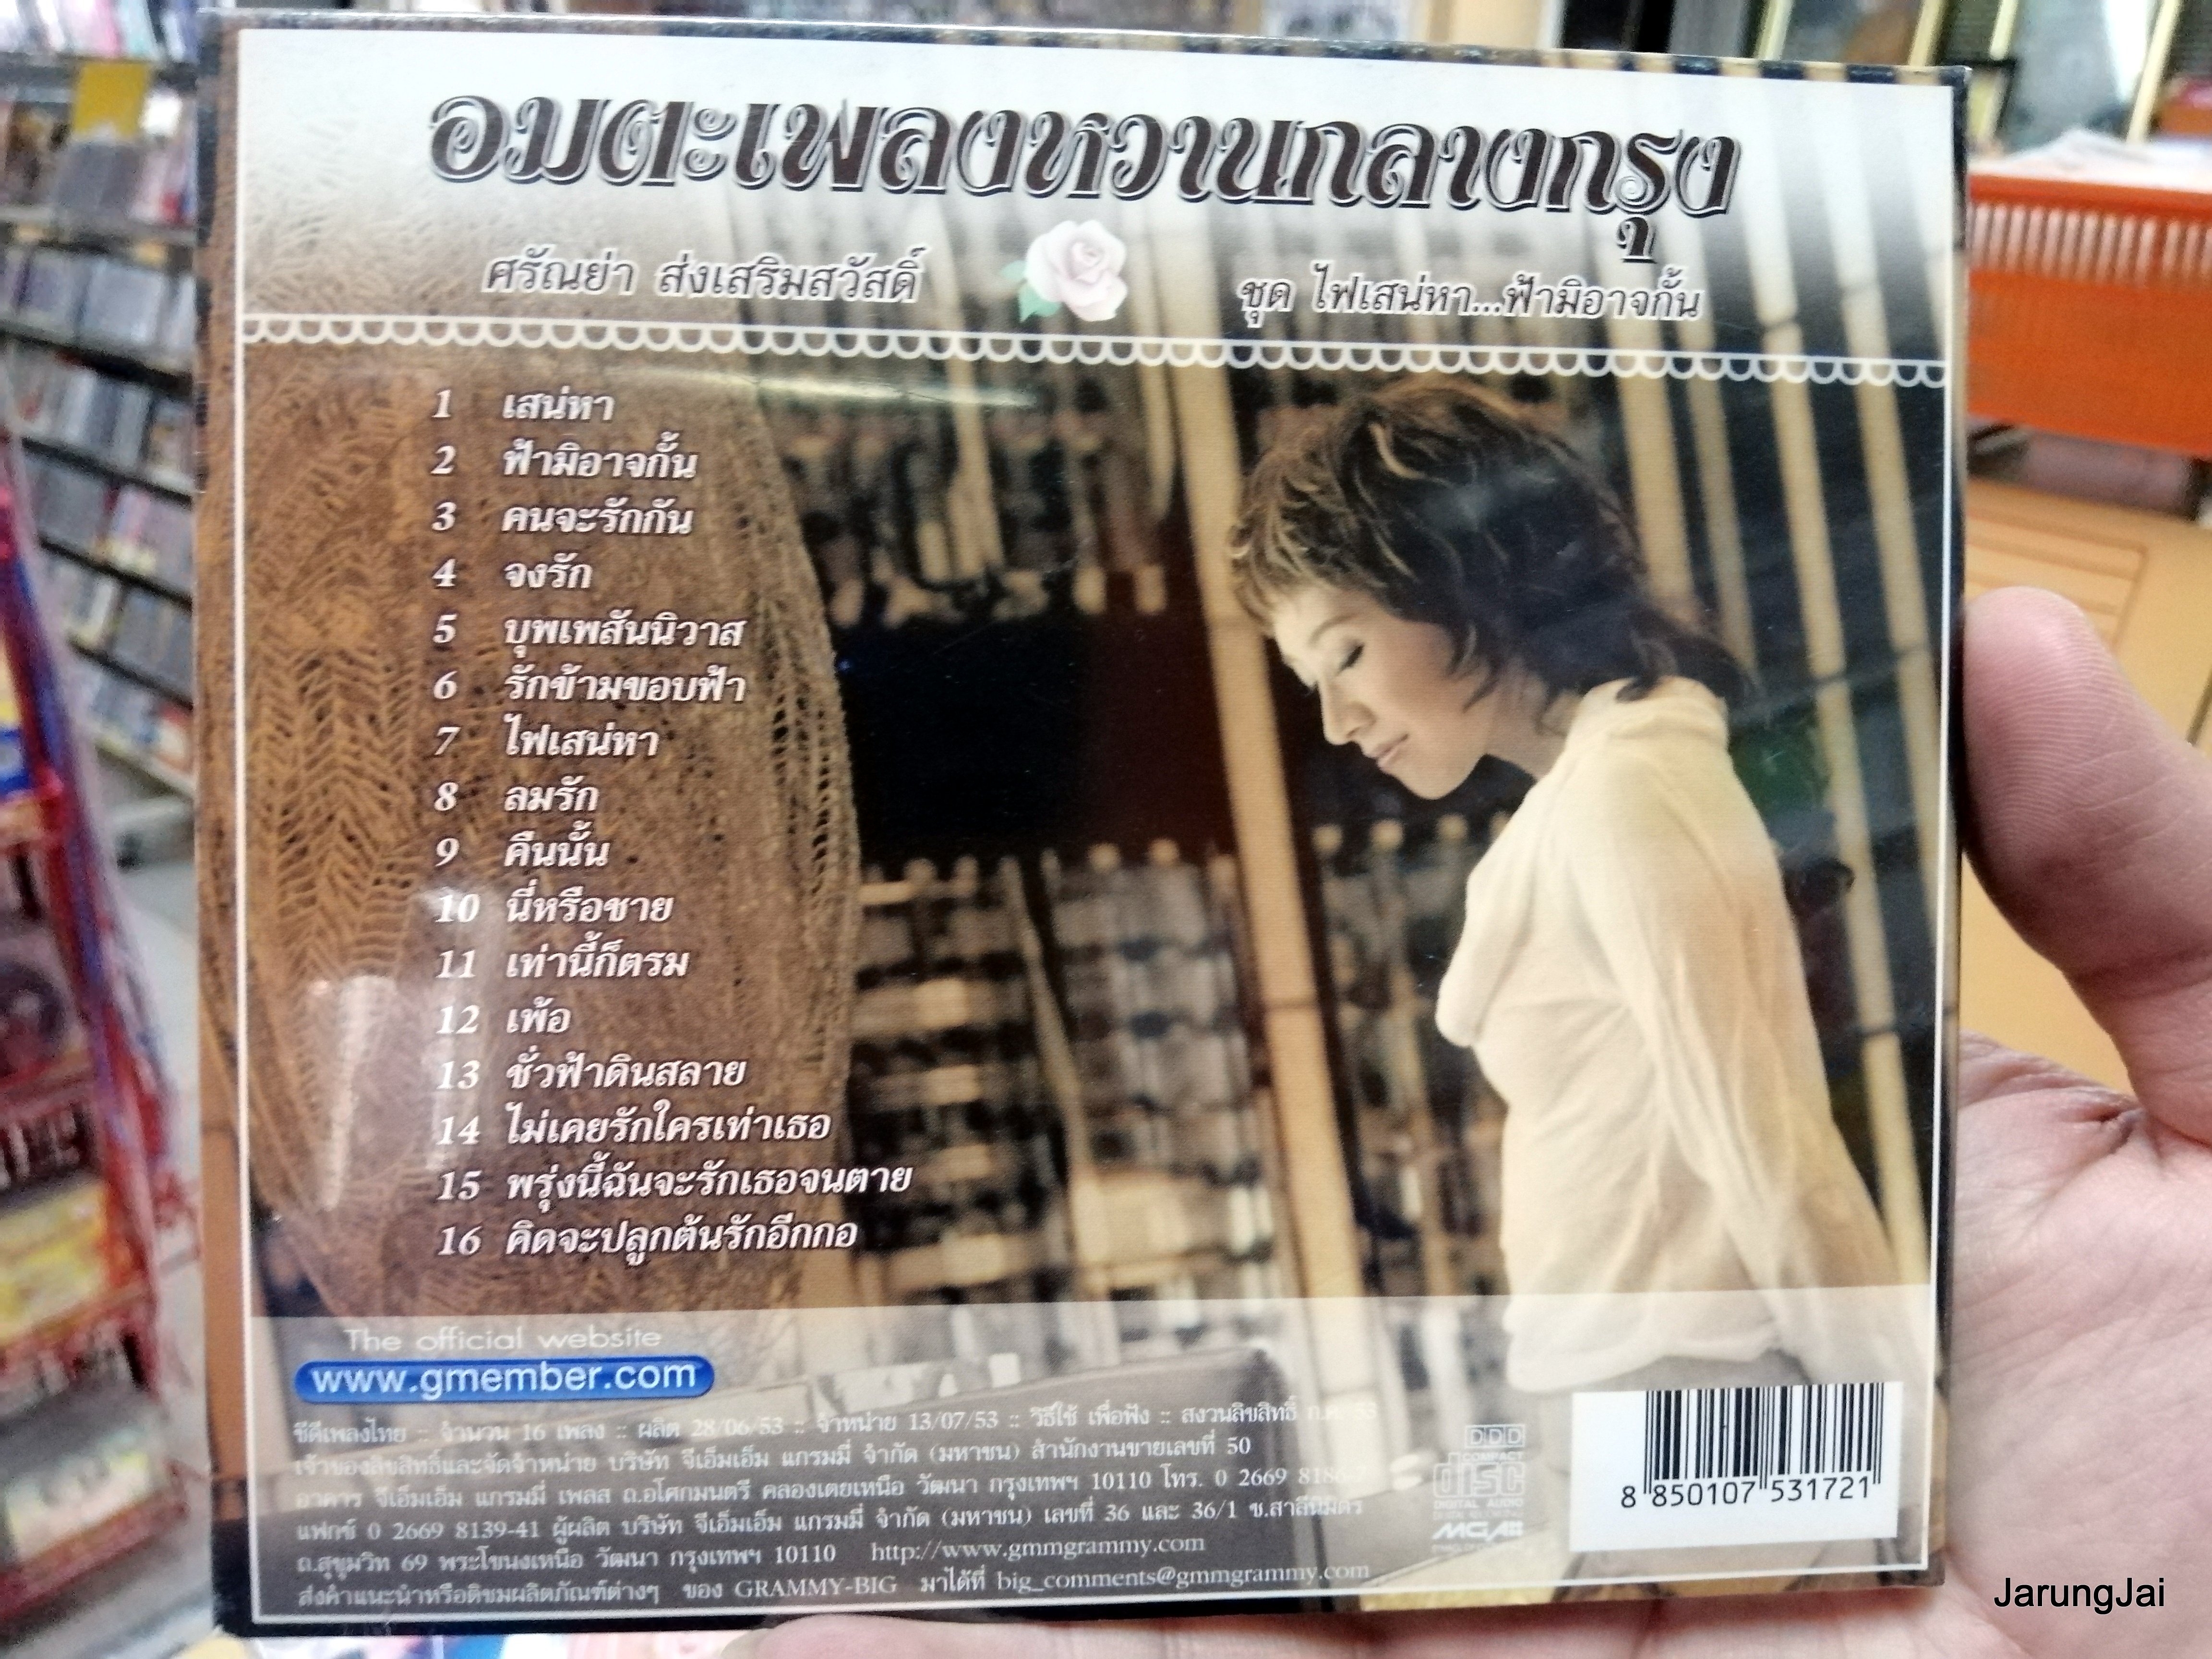 อมตะเพลงหวานกลางกรุง
ศรัณย่า ส่งเสริมสวัสดิ์
ชุด ไฟเสน่หา...ฟ้ามิอาจกั้น
1 เสน่หา
2 ฟ้ามิอาจกั้น
3 คนจะรักกัน
4 จงรัก
5 บุพเพสันนิวาส
6 รักข้ามขอบฟ้า
7 ไฟเสน่หา
8 ลมรัก
9 คืนนั้น
10 นี่หรือชาย
11 เท่านี้ก็ตรม
12 เพ้อ
13 ชั่วฟ้าดินสลาย
14 ไม่เคยรักใครเท่าเธอ
15 พรุ่งนี้ฉันจะรักเธอจนตาย
16 คิดจะปลูกต้นรักอีกกอ
The official website
www.gmember.com
ซีดีเพลงไทย :: จำนวน 16 เพลง :: ผลิต 28/06/53 :: จำหน่าย 13/07/53 :: วิธีใช้ เพื่อฟัง :: สงวนลิขสิทธิ์ ก.ค. 53
เจ้าของลิขสิทธิ์และจัดจำหน่าย บริษัท จีเอ็มเอ็ม แกรมมี่ จำกัด (มหาชน) สำนักงานขายเลขที่ 50
อาคาร จีเอ็มเอ็ม แกรมมี่ เพลส ถ.อโศกมนตรี คลองเตยเหนือ วัฒนา กรุงเทพฯ 10110 โทร. 0 2669
แฟกซ์ 0 2669 8139-41 ผู้ผลิต บริษัท จีเอ็มเอ็ม แกรมมี่ จำกัด (มหาชน) เลขที่ 36 และ 36/1 ซ.สาลีนิมิตร
ถ.สุขุมวิท 69 พระโขนงเหนือ วัฒนา กรุงเทพฯ 10110 http://www.gmmgrammy.com
ส่งคำแนะนำหรือติชมผลิตภัณฑ์ต่างๆ ของ GRAMMY-BIG มาได้ที่ big_comments@gmmgrammy.com
DDD
COMPACT
disc
DIGITAL AUDIO
MGA
8 850107 531721
JarungJai